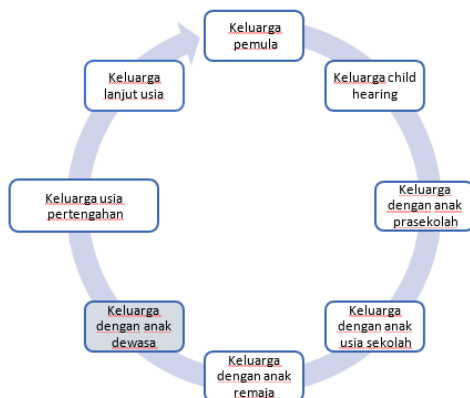 Keluarga
pemula
Keluarga child
hearing
Keluarga
dengan anak
prasekolah
Keluarga
dengan anak
usia sekolah
Keluarga
dengan anak
remaja
Keluarga
dengan anak
dewasa
Keluarga usia
pertengahan
Keluarga
lanjut usia